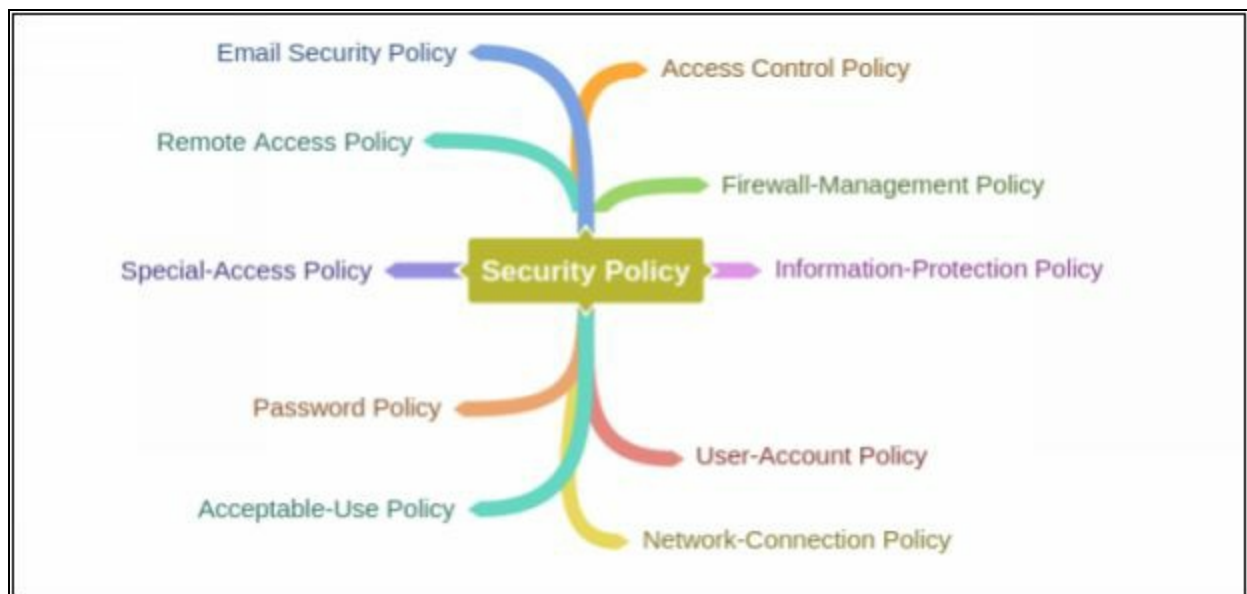 Email Security Policy
Access Control Policy
Remote Access Policy
Firewall-Management Policy
Special-Access Policy
Security Policy
Information-Protection Policy
Password Policy
User-Account Policy
Acceptable-Use Policy
Network-Connection Policy